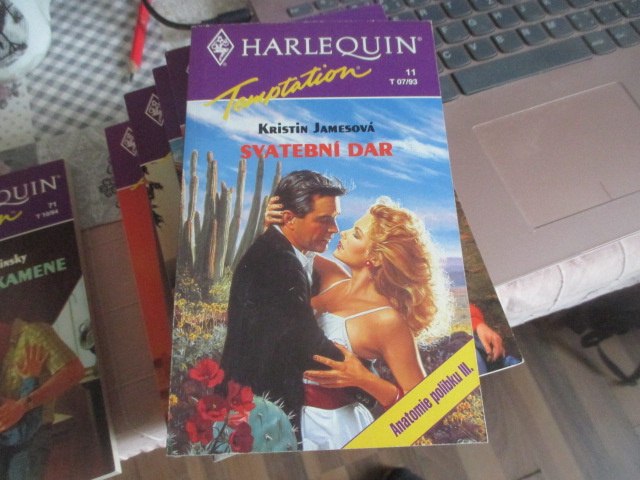 HARLEQUIN®
Temptation®
11
T 07/93
KRISTIN JAMESOVÁ
SVATEBNÍ DAR
Anatomie polibku III.
QUIN®
71
KAMENE